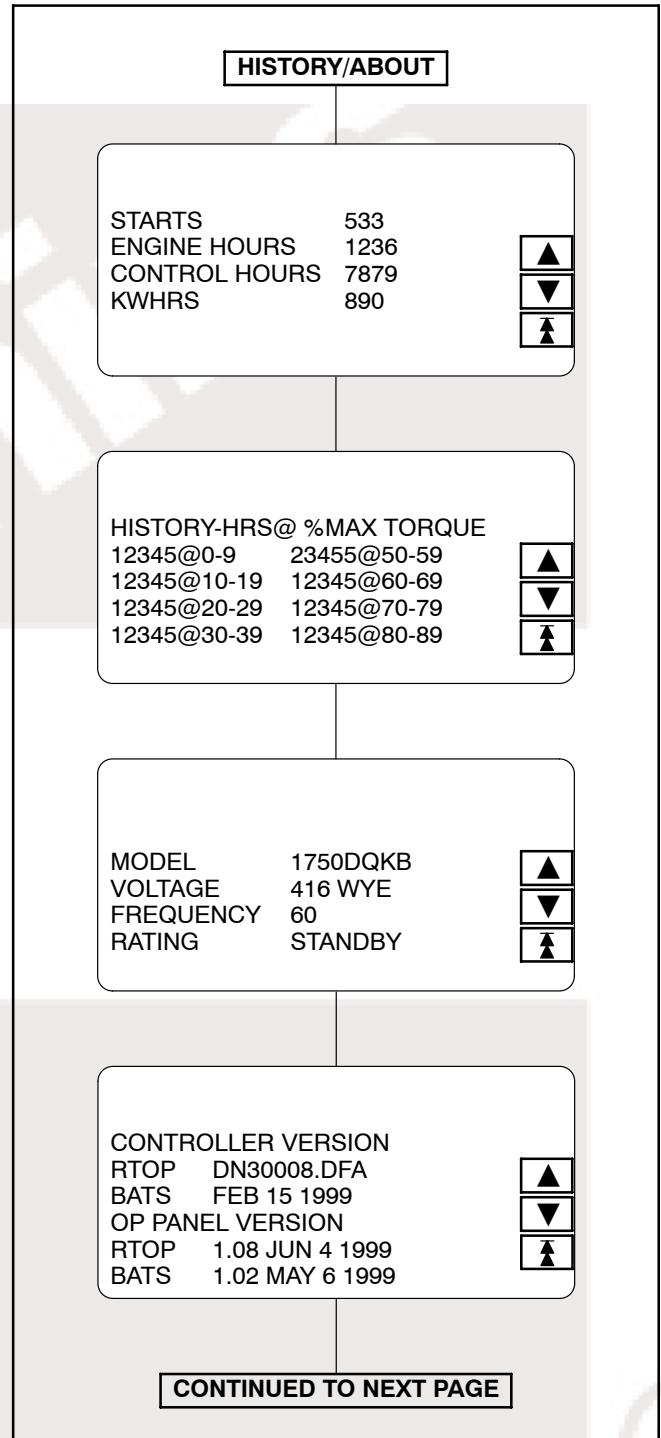 HISTORY/ABOUT
STARTS 533
ENGINE HOURS 1236
CONTROL HOURS 7879
KWHRS 890
HISTORY-HRS@ %MAX TORQUE
12345@0-9 23455@50-59
12345@10-19 12345@60-69
12345@20-29 12345@70-79
12345@30-39 12345@80-89
MODEL 1750DQKB
VOLTAGE 416 WYE
FREQUENCY 60
RATING STANDBY
CONTROLLER VERSION
RTOP DN30008.DFA
BATS FEB 15 1999
OP PANEL VERSION
RTOP 1.08 JUN 4 1999
BATS 1.02 MAY 6 1999
CONTINUED TO NEXT PAGE